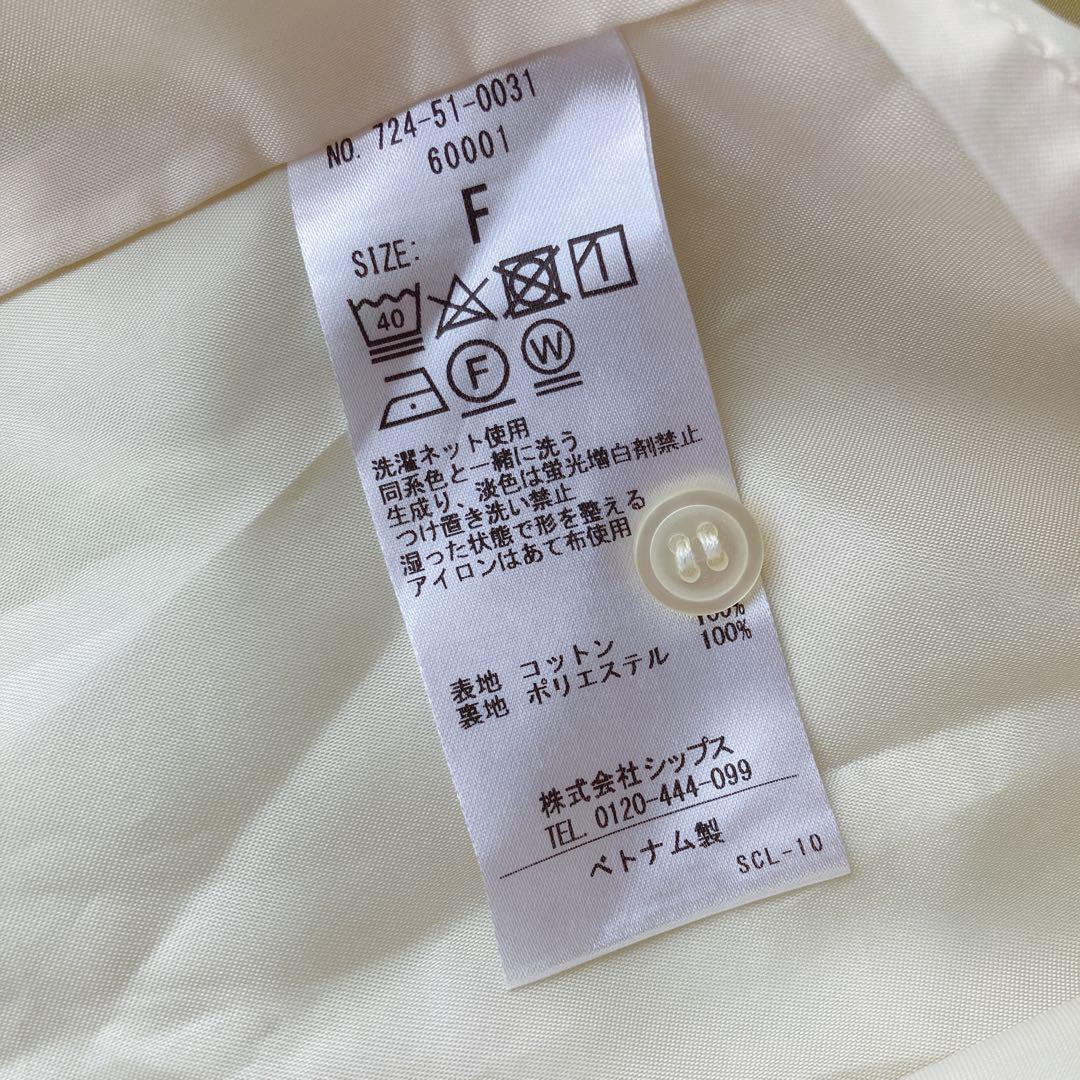 NO. 724-51-0031
60001
SIZE: F
40
F W
洗濯ネット使用
同系色と一緒に洗う
生成り、淡色は蛍光増白剤禁止
つけ置き洗い禁止
湿った状態で形を整える
アイロンはあて布使用
表地 コットン 100%
裏地 ポリエステル 100%
株式会社シップス
TEL. 0120-444-099
ベトナム製
SCL-10